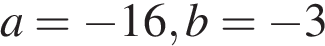 a = −16, b = −3